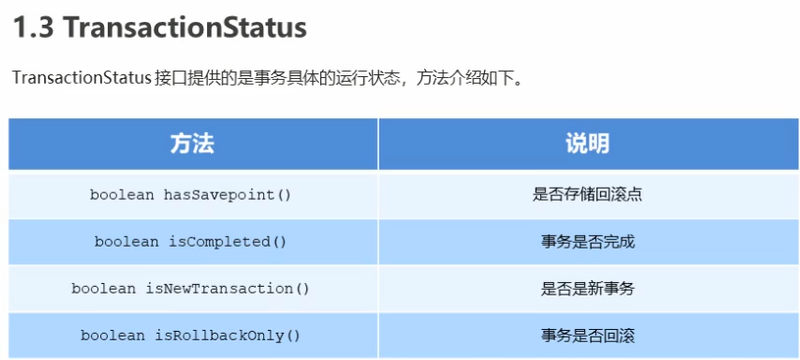 1.3 TransactionStatus
TransactionStatus 接口提供的是事务具体的运行状态，方法介绍如下。
方法 说明
boolean hasSavepoint() 是否存储回滚点
boolean isCompleted() 事务是否完成
boolean isNewTransaction() 是否是新事务
boolean isRollbackOnly() 事务是否回滚